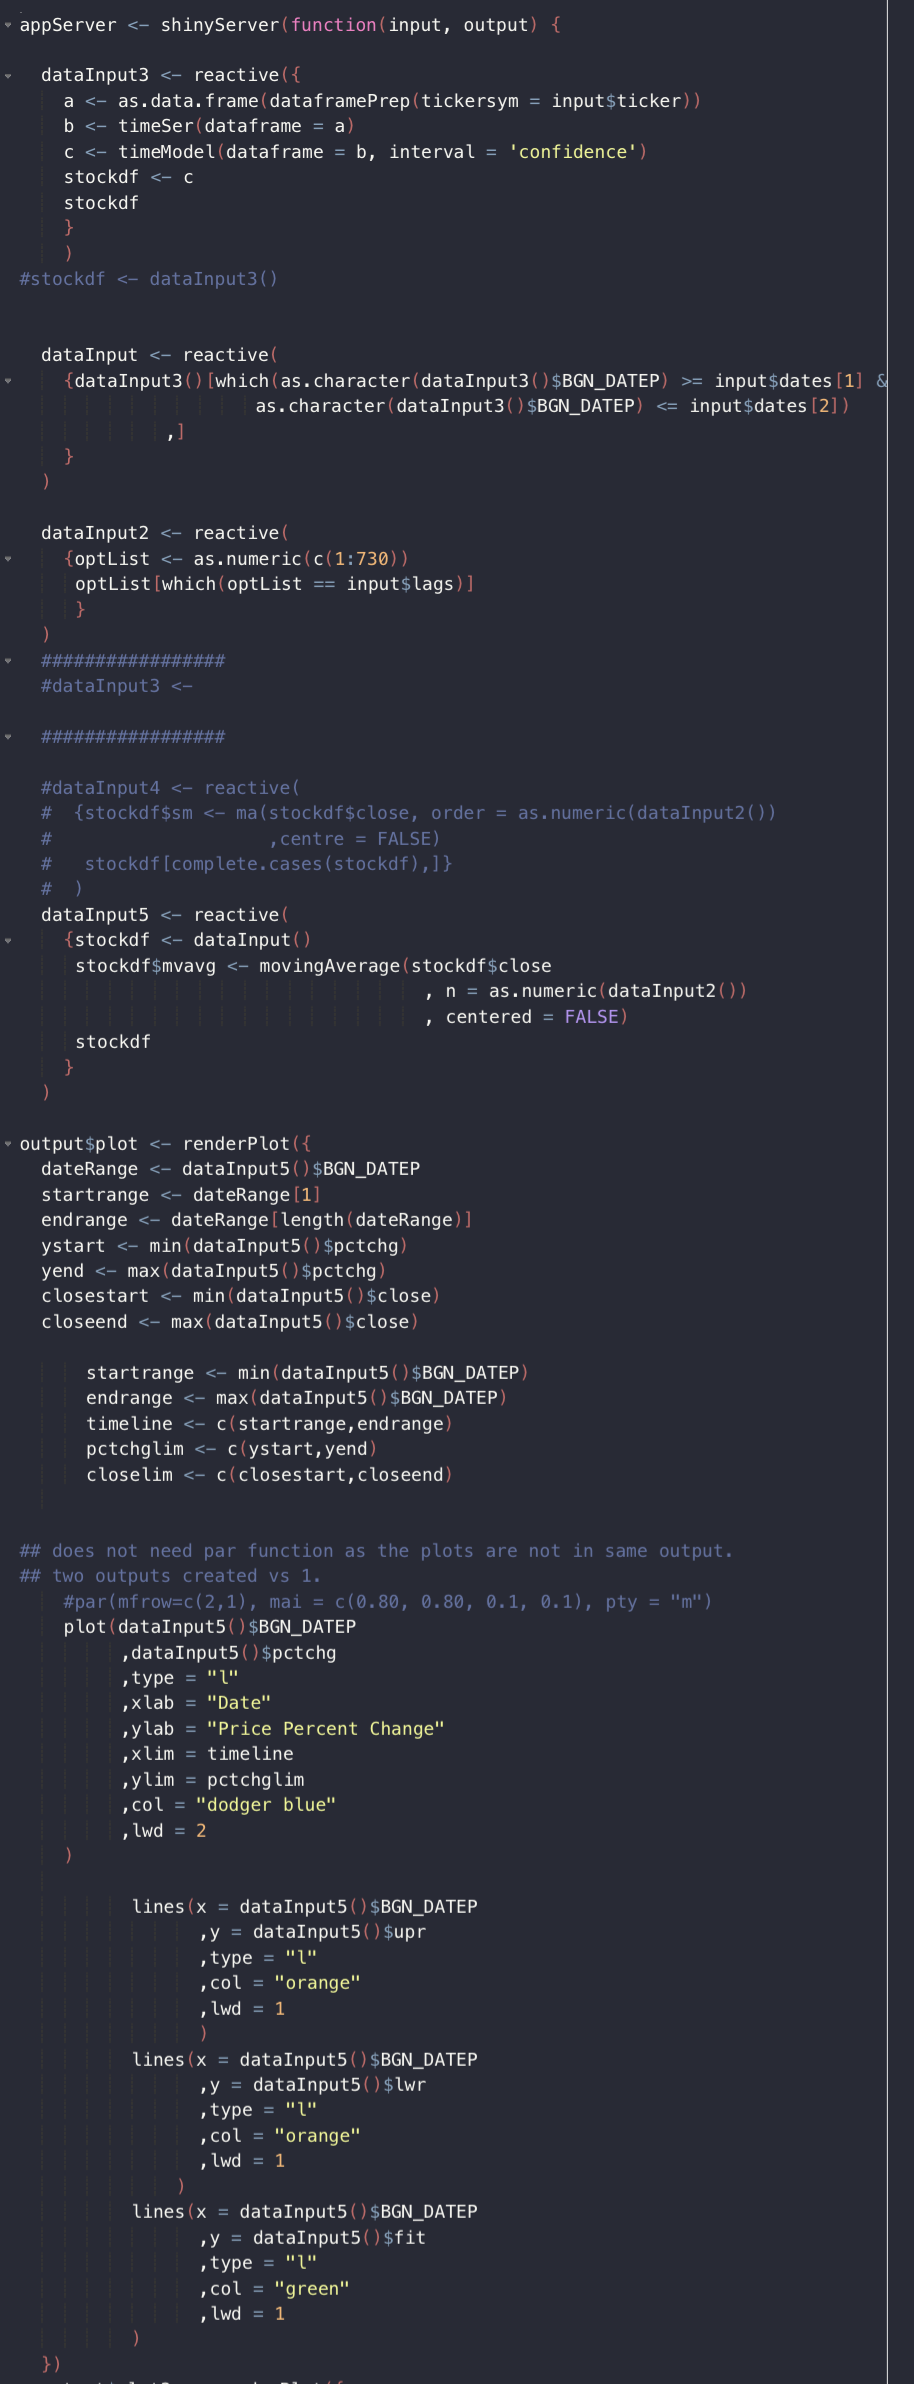 appServer <- shinyServer(function(input, output) {
dataInput3 <- reactive({
a <- as.data.frame(dataframePrep(tickersym = input$ticker))
b <- timeSer(dataframe = a)
c <- timeModel(dataframe = b, interval = 'confidence')
stockdf <- c
stockdf
}
)
#stockdf <- dataInput3()
dataInput <- reactive(
{dataInput3()[which(as.character(dataInput3()$BGN_DATEP) >= input$dates[1] &
as.character(dataInput3()$BGN_DATEP) <= input$dates[2])
,]
}
)
dataInput2 <- reactive(
{optList <- as.numeric(c(1:730))
optList[which(optList == input$lags)]
}
)
#################
#dataInput3 <-
#################
#dataInput4 <- reactive(
#  {stockdf$sm <- ma(stockdf$close, order = as.numeric(dataInput2())
#                    ,centre = FALSE)
#   stockdf[complete.cases(stockdf),]}
#  )
dataInput5 <- reactive(
{stockdf <- dataInput()
stockdf$mvavg <- movingAverage(stockdf$close
, n = as.numeric(dataInput2())
, centered = FALSE)
stockdf
}
)
output$plot <- renderPlot({
dateRange <- dataInput5()$BGN_DATEP
startrange <- dateRange[1]
endrange <- dateRange[length(dateRange)]
ystart <- min(dataInput5()$pctchg)
yend <- max(dataInput5()$pctchg)
closestart <- min(dataInput5()$close)
closeend <- max(dataInput5()$close)
startrange <- min(dataInput5()$BGN_DATEP)
endrange <- max(dataInput5()$BGN_DATEP)
timeline <- c(startrange,endrange)
pctchglim <- c(ystart,yend)
closelim <- c(closestart,closeend)
## does not need par function as the plots are not in same output.
## two outputs created vs 1.
#par(mfrow=c(2,1), mai = c(0.80, 0.80, 0.1, 0.1), pty = "m")
plot(dataInput5()$BGN_DATEP
,dataInput5()$pctchg
,type = "l"
,xlab = "Date"
,ylab = "Price Percent Change"
,xlim = timeline
,ylim = pctchglim
,col = "dodger blue"
,lwd = 2
)
lines(x = dataInput5()$BGN_DATEP
,y = dataInput5()$upr
,type = "l"
,col = "orange"
,lwd = 1
)
lines(x = dataInput5()$BGN_DATEP
,y = dataInput5()$lwr
,type = "l"
,col = "orange"
,lwd = 1
)
lines(x = dataInput5()$BGN_DATEP
,y = dataInput5()$fit
,type = "l"
,col = "green"
,lwd = 1
)
})